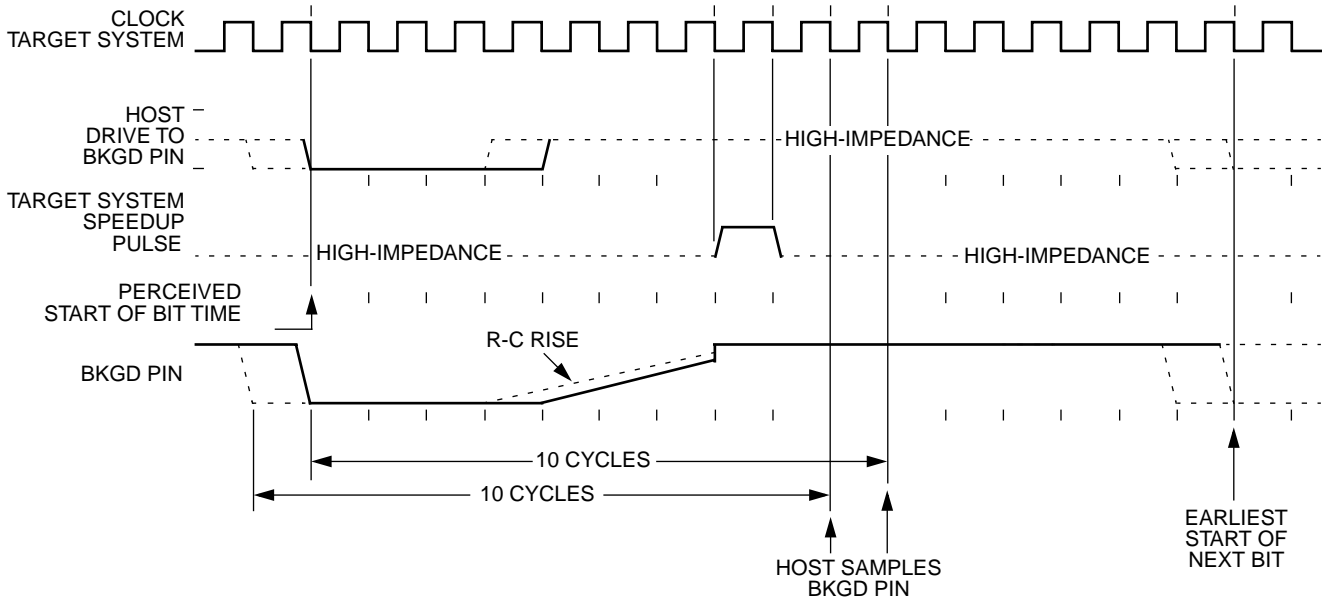 CLOCK
TARGET SYSTEM
HOST
DRIVE TO
BKGD PIN
HIGH-IMPEDANCE
TARGET SYSTEM
SPEEDUP
PULSE
HIGH-IMPEDANCE
HIGH-IMPEDANCE
PERCEIVED
START OF BIT TIME
R-C RISE
BKGD PIN
10 CYCLES
10 CYCLES
HOST SAMPLES
BKGD PIN
EARLIEST
START OF
NEXT BIT